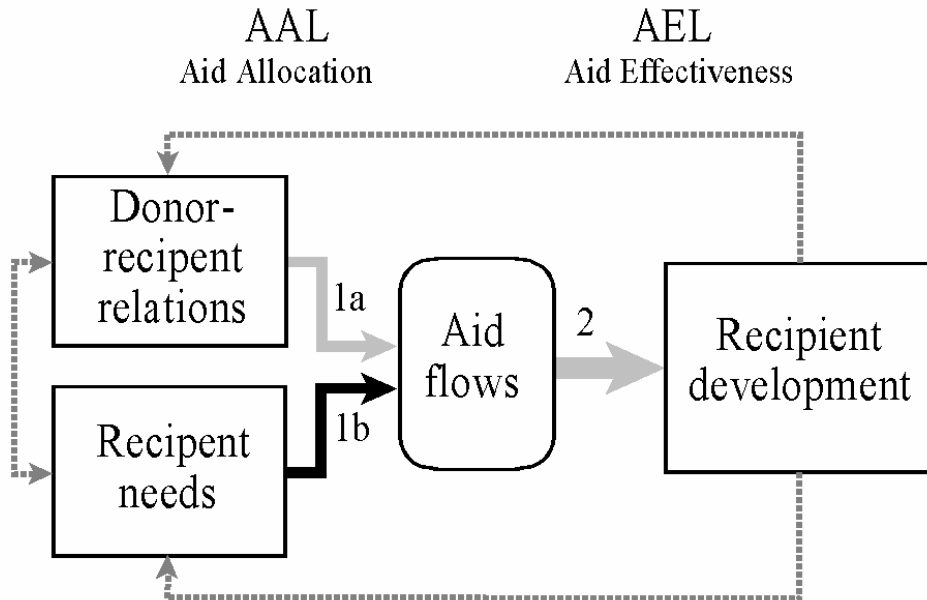 AAL
Aid Allocation
AEL
Aid Effectiveness
Donor-
recipent
relations
1a
Aid
flows
2
Recipient
development
Recipent
needs
1b